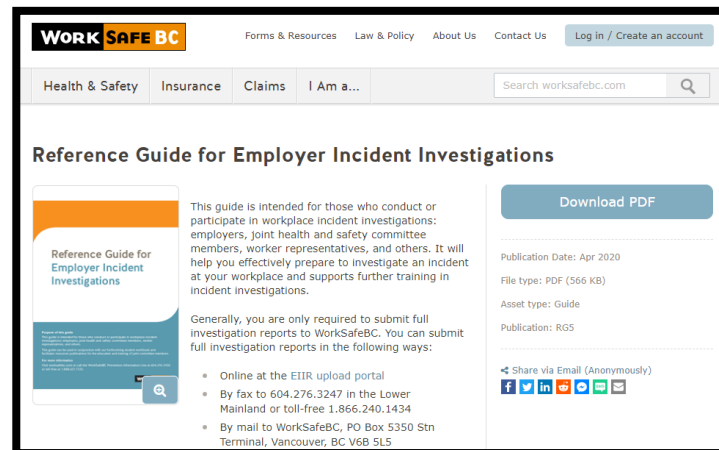 WORK SAFE BC
Forms & Resources Law & Policy About Us Contact Us Log in / Create an account
Health & Safety Insurance Claims I Am a...
Search worksafebc.com
Reference Guide for Employer Incident Investigations
Reference Guide for
Employer Incident
Investigations
This guide is intended for those who conduct or
participate in workplace incident investigations:
employers, joint health and safety committee
members, worker representatives, and others. It will
help you effectively prepare to investigate an incident
at your workplace and supports further training in
incident investigations.
Generally, you are only required to submit full
investigation reports to WorkSafeBC. You can submit
full investigation reports in the following ways:
Online at the EIIR upload portal
By fax to 604.276.3247 in the Lower
Mainland or toll-free 1.866.240.1434
By mail to WorkSafeBC, PO Box 5350 Stn
Terminal, Vancouver, BC V6B 5L5
Download PDF
Publication Date: Apr 2020
File type: PDF (566 KB)
Asset type: Guide
Publication: RG5
Share via Email (Anonymously)